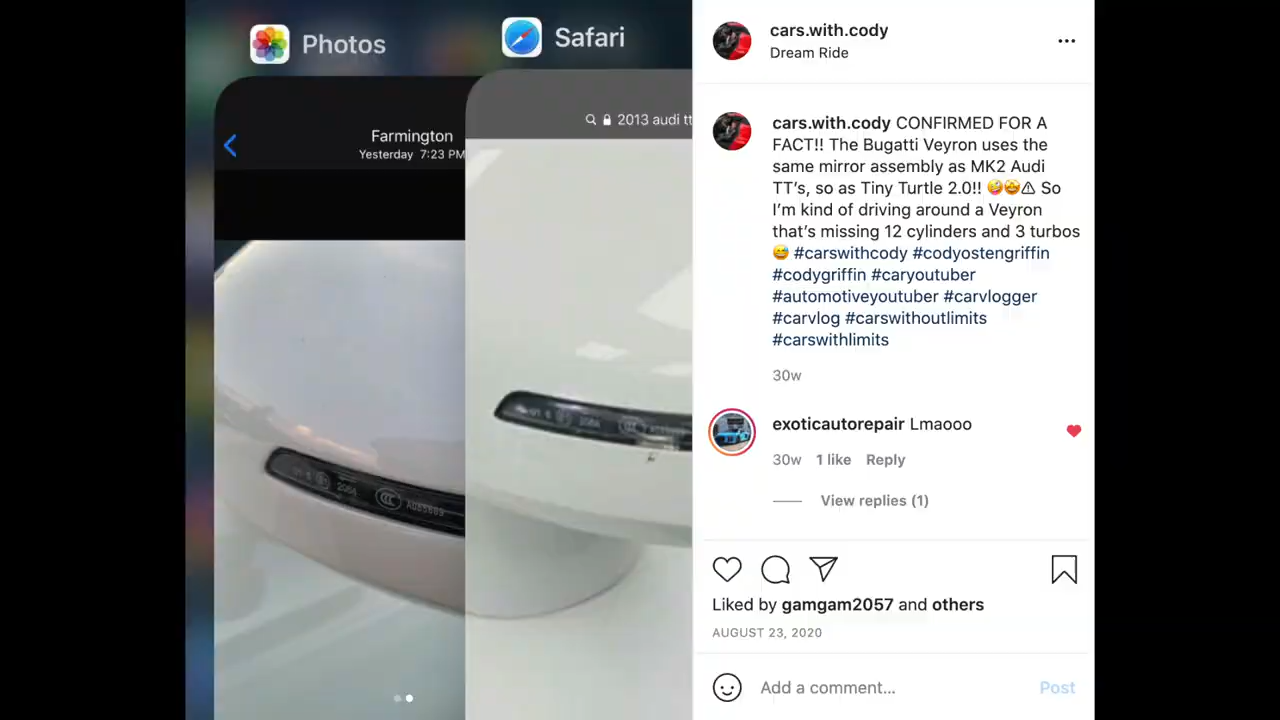 Photos
Safari
Farmington
Yesterday 7:23 PM
2013 audi tt
2064
A085669
cars.with.cody
Dream Ride
cars.with.cody CONFIRMED FOR A
FACT!! The Bugatti Veyron uses the
same mirror assembly as MK2 Audi
TT's, so as Tiny Turtle 2.0!! 🤪🤩⚠ So
I'm kind of driving around a Veyron
that's missing 12 cylinders and 3 turbos
😅 #carswithcody #codyostengriffin
#codygriffin #caryoutuber
#automotiveyoutuber #carvlogger
#carvlog #carswithoutlimits
#carswithlimits
30w
exoticautorepair Lmaooo
30w 1 like Reply
View replies (1)
Liked by gamgam2057 and others
AUGUST 23, 2020
Add a comment... Post